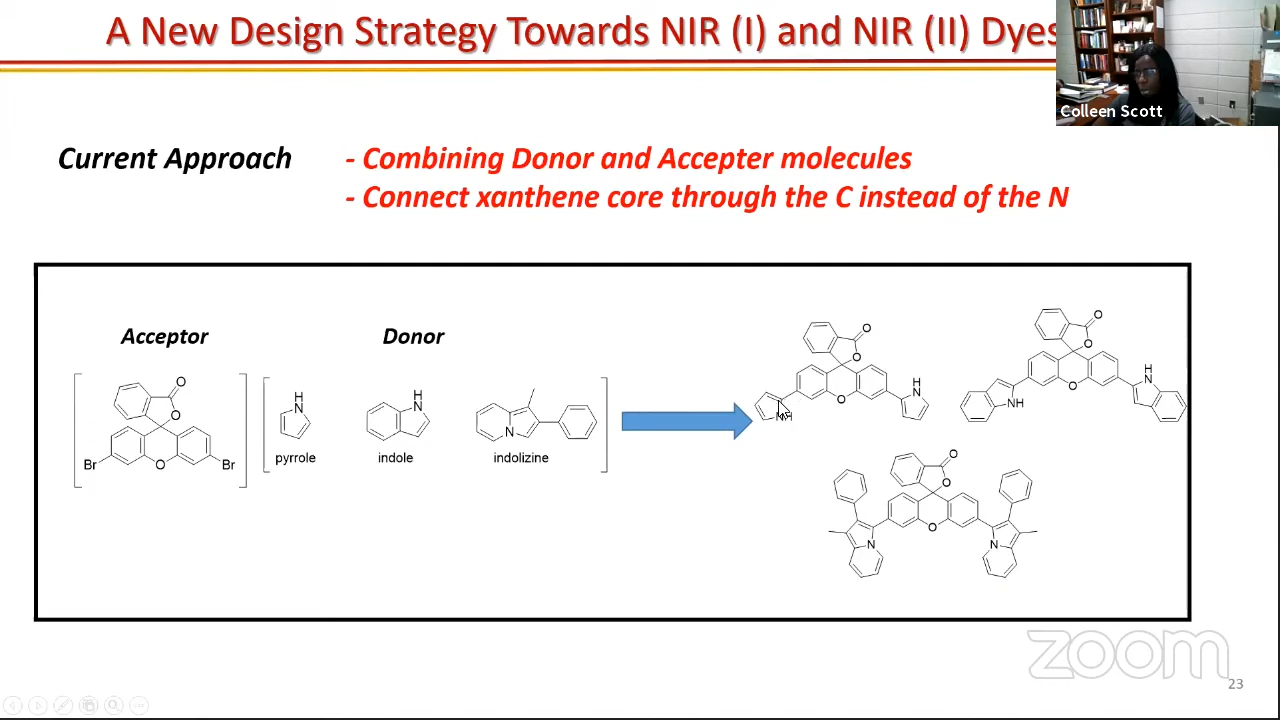 A New Design Strategy Towards NIR (I) and NIR (II) Dyes
Colleen Scott
Current Approach
- Combining Donor and Accepter molecules
- Connect xanthene core through the C instead of the N
Acceptor
Donor
O
O
Br
O
Br
H
N
pyrrole
H
N
indole
N
indolizine
O
O
O
H
N
O
O
O
NH
H
N
O
O
O
N
N
zoom
23